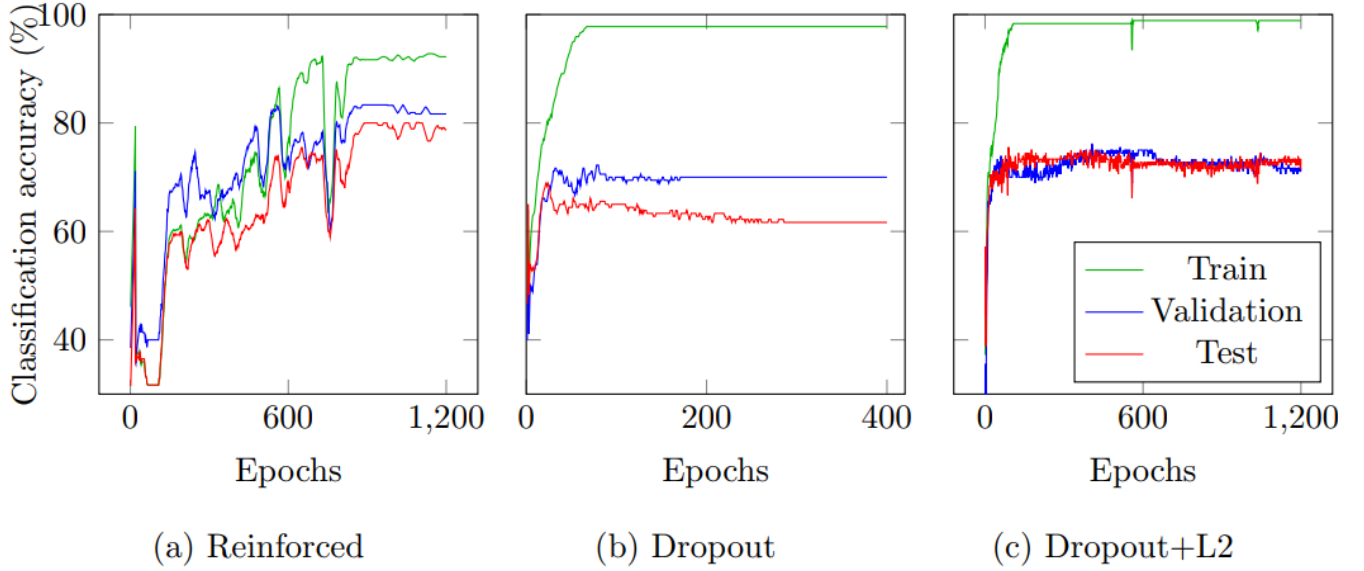 Classification accuracy (%)
100
80
60
40
0
600
1,200
Epochs
(a) Reinforced
0
200
400
Epochs
(b) Dropout
Train
Validation
Test
0
600
1,200
Epochs
(c) Dropout+L2